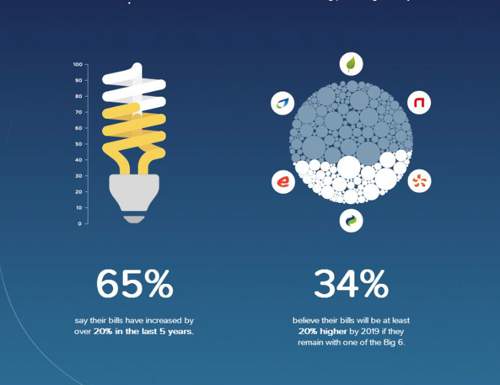 100
90
80
70
60
50
40
30
20
10
0
65%
34%
say their bills have increased by
over 20% in the last 5 years.
believe their bills will be at least
20% higher by 2019 if they
remain with one of the Big 6.